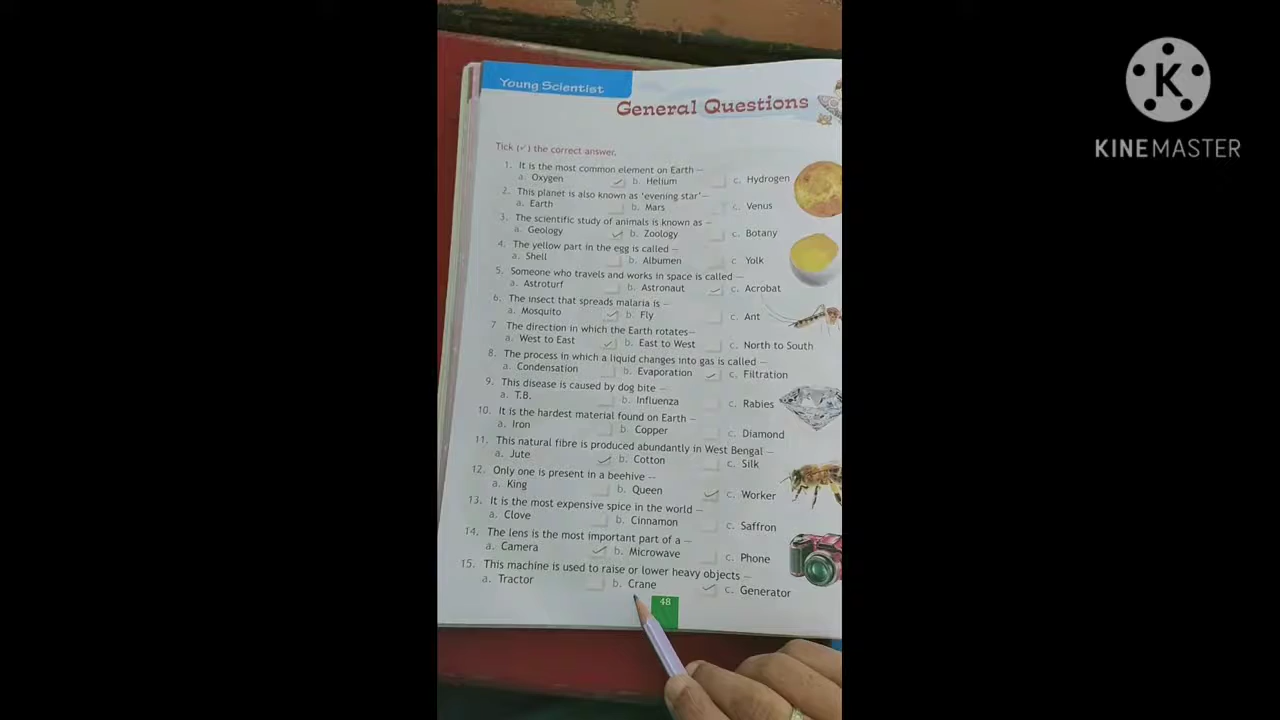 Young Scientist
General Questions
Tick (✓) the correct answer.
1. It is the most common element on Earth –
a. Oxygen ✓ b. Helium c. Hydrogen
2. This planet is also known as 'evening star'–
a. Earth b. Mars c. Venus
3. The scientific study of animals is known as –
a. Geology ✓ b. Zoology c. Botany
4. The yellow part in the egg is called –
a. Shell b. Albumen c Yolk
5. Someone who travels and works in space is called –
a. Astroturf b. Astronaut ✓ c. Acrobat
6. The insect that spreads malaria is –
a. Mosquito ✓ b. Fly c. Ant
7 The direction in which the Earth rotates–
a. West to East ✓ b. East to West c. North to South
8. The process in which a liquid changes into gas is called –
a. Condensation b. Evaporation ✓ c. Filtration
9. This disease is caused by dog bite –
a. T.B. b. Influenza c. Rabies
10. It is the hardest material found on Earth –
a. Iron b. Copper c. Diamond
11. This natural fibre is produced abundantly in West Bengal –
a. Jute ✓ b. Cotton c. Silk
12. Only one is present in a beehive –
a. King b. Queen ✓ c. Worker
13. It is the most expensive spice in the world –
a. Clove b. Cinnamon c. Saffron
14. The lens is the most important part of a –
a. Camera ✓ b. Microwave c. Phone
15. This machine is used to raise or lower heavy objects –
a. Tractor b. Crane ✓ c. Generator
48
K
KINEMASTER